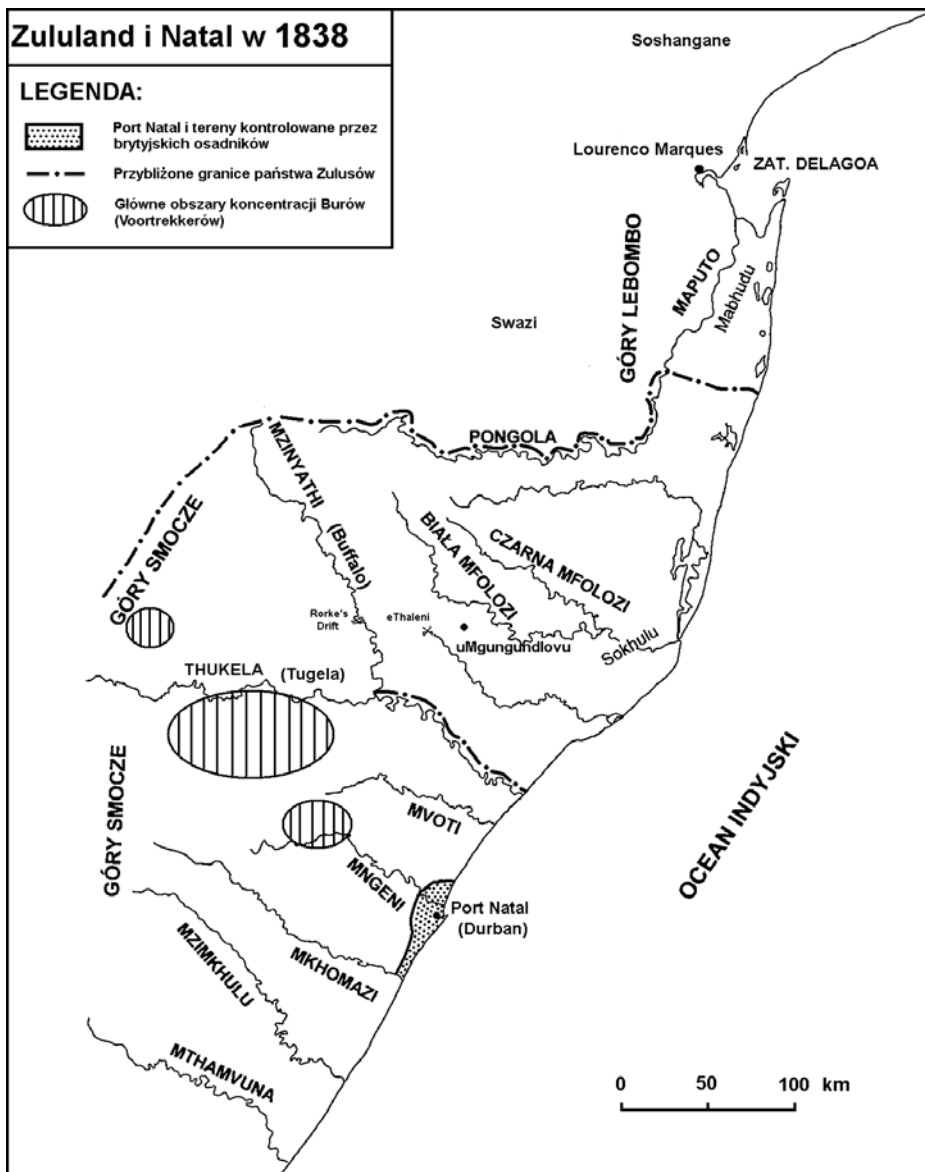 Zululand i Natal w 1838
LEGENDA:
Port Natal i tereny kontrolowane przez
brytyjskich osadników
Przybliżone granice państwa Zulusów
Główne obszary koncentracji Burów
(Voortrekkerów)
Soshangane
Lourenco Marques
ZAT. DELAGOA
GÓRY LEBOMBO
MAPUTO
Mabhudu
Swazi
PONGOLA
MZINYATHI
(Buffalo)
GÓRY SMOCZE
BIAŁA MFOLOZI
CZARNA MFOLOZI
Rorke's
Drift
eThaleni
uMgungundlovu
Sokhulu
THUKELA (Tugela)
GÓRY SMOCZE
OCEAN INDYJSKI
MVOTI
MNGENI
Port Natal
(Durban)
MKHOMAZI
MZIMKHULU
MTHAMVUNA
0 50 100 km